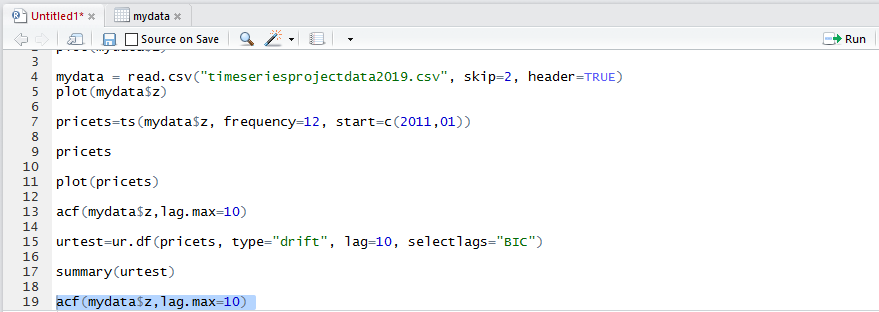 Untitled1* ×
mydata ×
Source on Save
Run
3
4 mydata = read.csv("timeseriesprojectdata2019.csv", skip=2, header=TRUE)
5 plot(mydata$z)
6
7 pricets=ts(mydata$z, frequency=12, start=c(2011,01))
8
9 pricets
10
11 plot(pricets)
12
13 acf(mydata$z,lag.max=10)
14
15 urtest=ur.df(pricets, type="drift", lag=10, selectlags="BIC")
16
17 summary(urtest)
18
19 acf(mydata$z,lag.max=10)